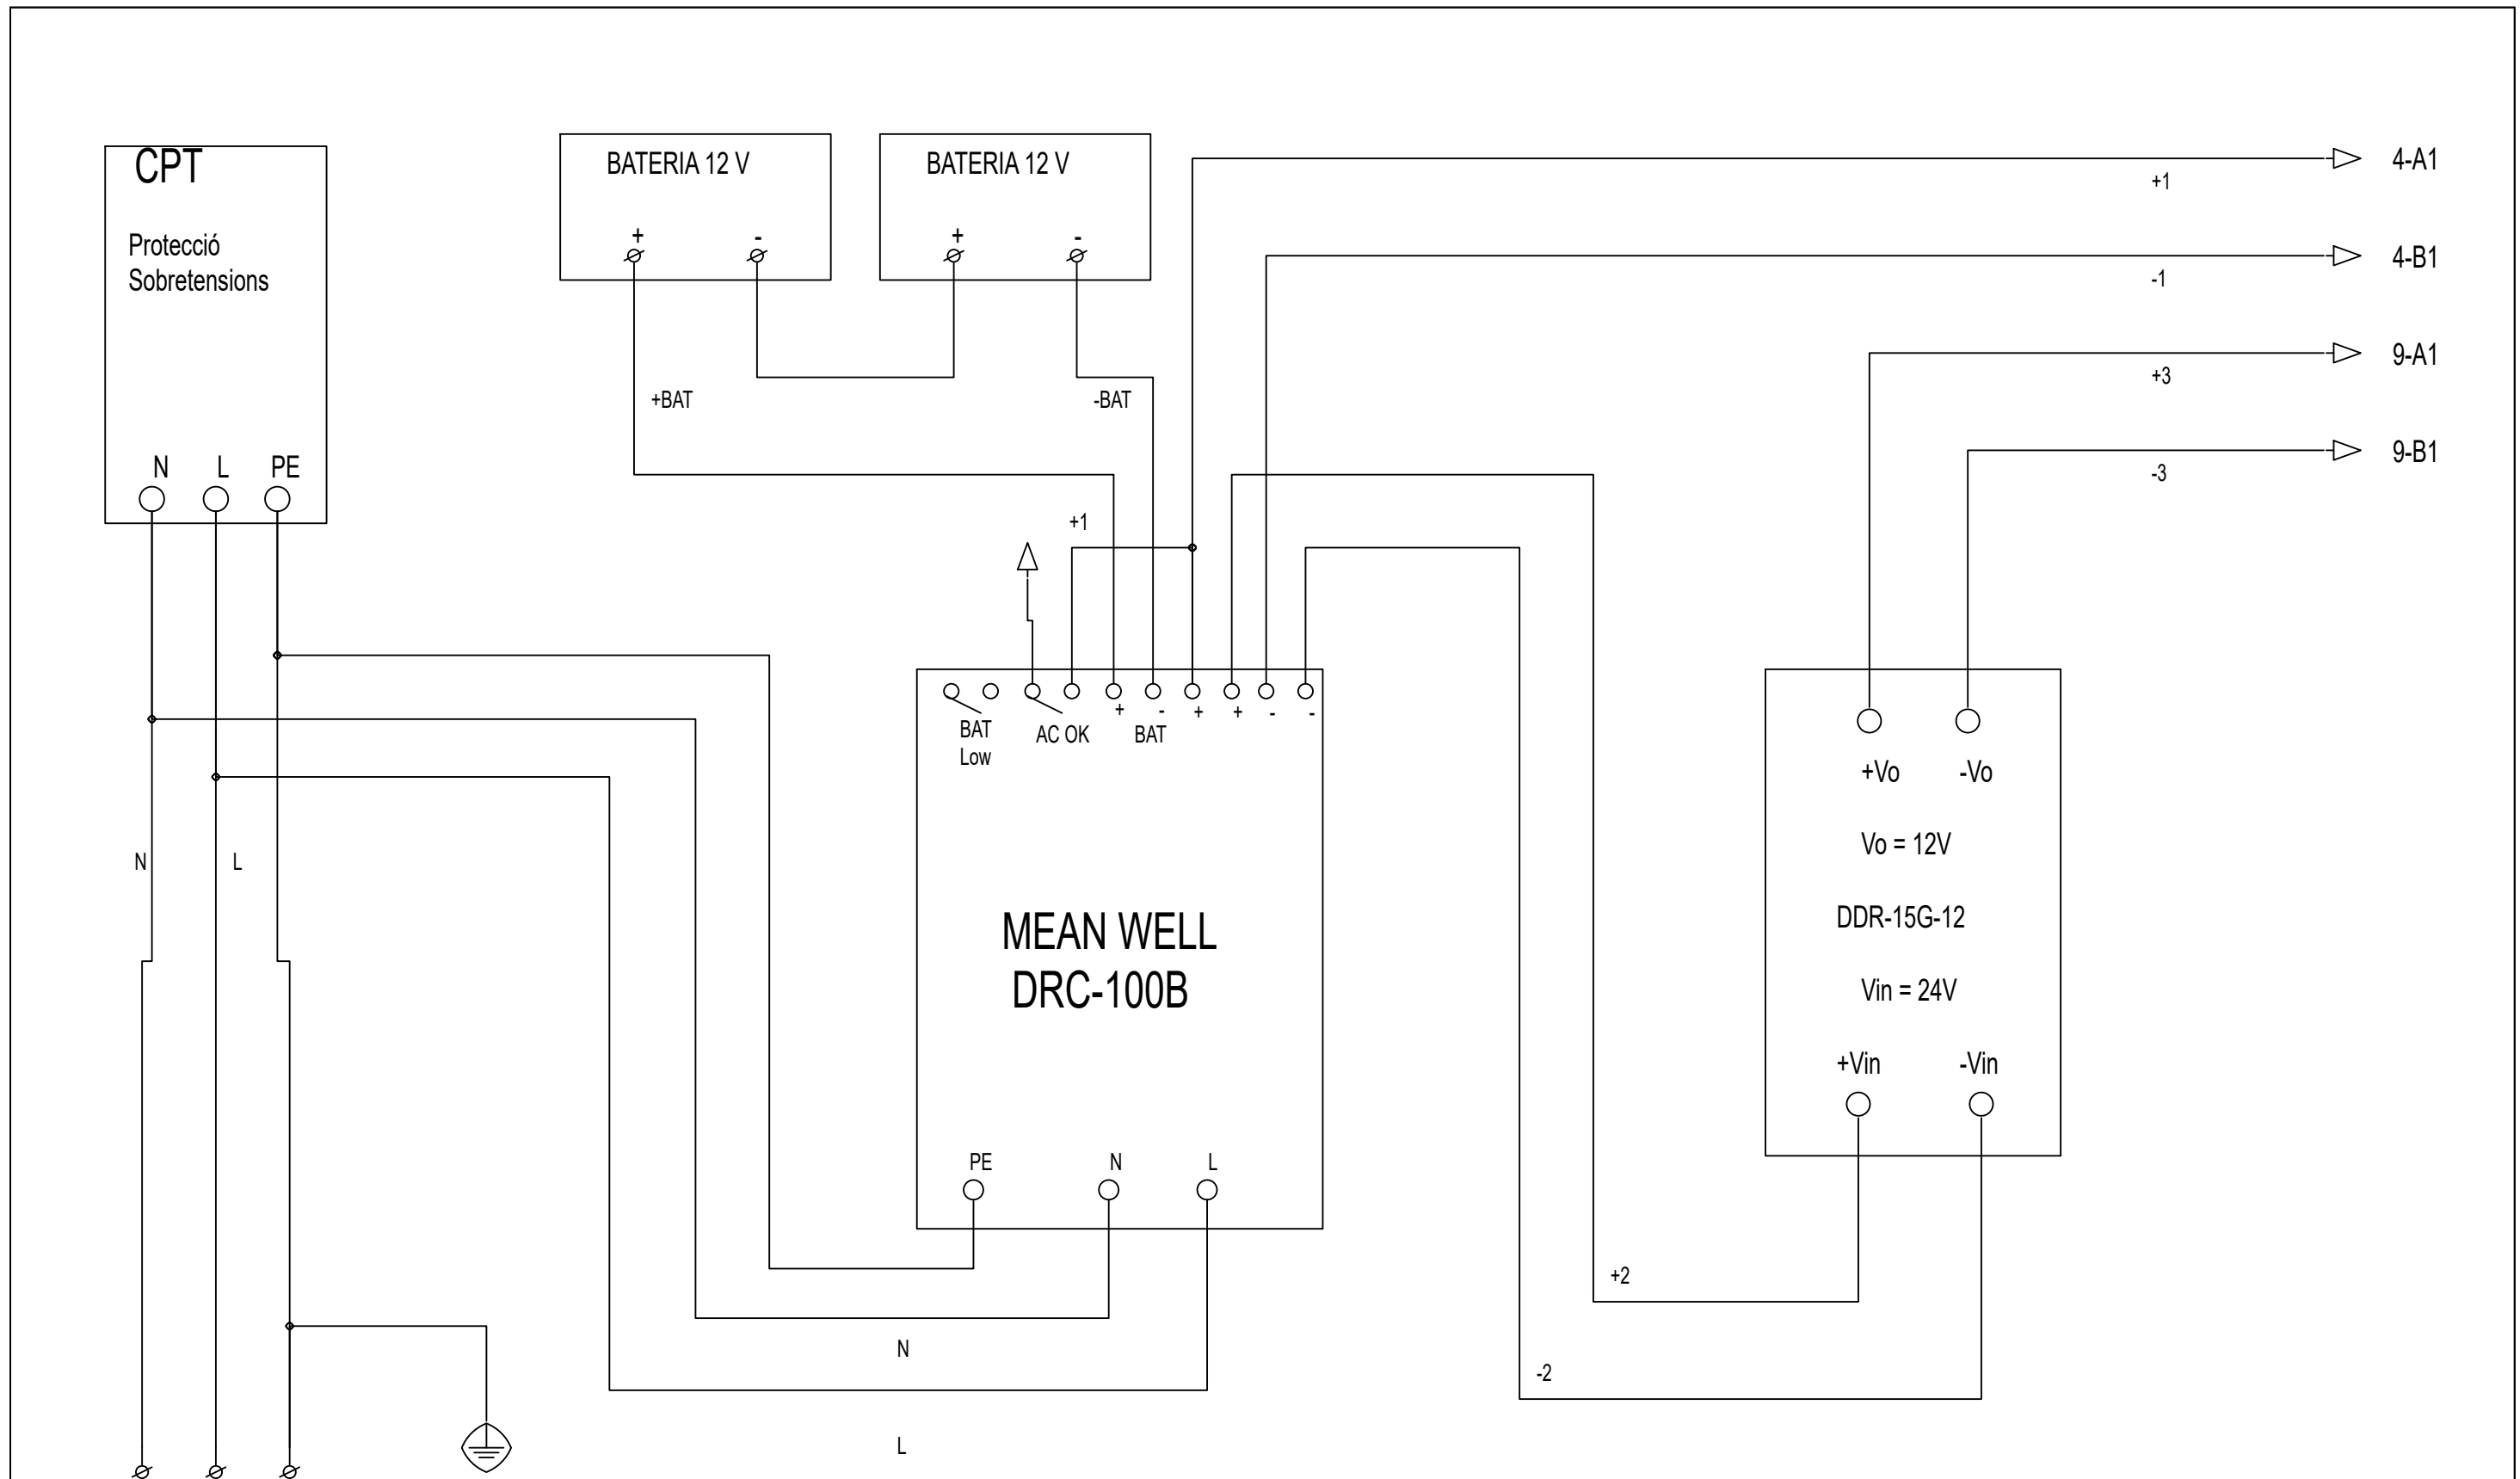 CPT
Protecció
Sobretensions
N L PE
BATERIA 12 V
+ -
BATERIA 12 V
+ -
+BAT
-BAT
+1
4-A1
-1
4-B1
+3
9-A1
-3
9-B1
+1
+ - + + - -
BAT
Low
AC OK
BAT
MEAN WELL
DRC-100B
PE N L
+Vo -Vo
Vo = 12V
DDR-15G-12
Vin = 24V
+Vin -Vin
N L
+2
-2
N
L